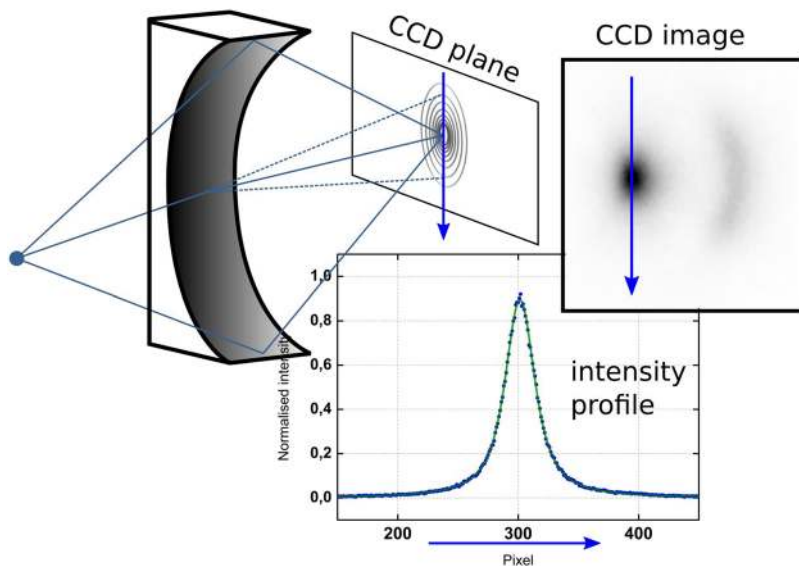 CCD plane
CCD image
1,0
0,8
0,6
0,4
0,2
0,0
Normalised intensity
intensity
profile
200
300
400
Pixel